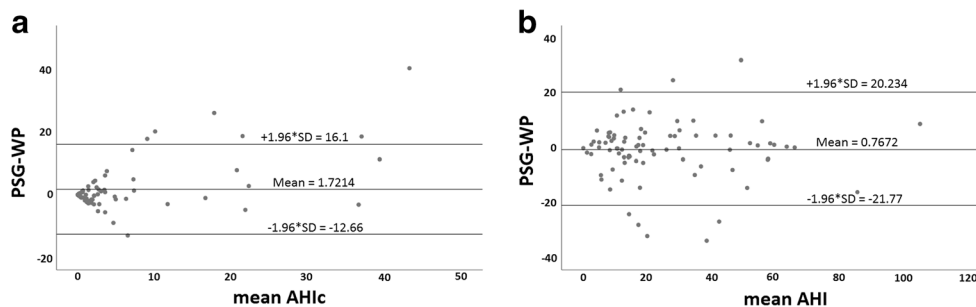 a
PSG-WP
40
20
0
-20
+1.96*SD = 16.1
Mean = 1.7214
-1.96*SD = -12.66
0 10 20 30 40 50
mean AHIc
b
PSG-WP
40
20
0
-20
-40
+1.96*SD = 20.234
Mean = 0.7672
-1.96*SD = -21.77
0 20 40 60 80 100 120
mean AHI